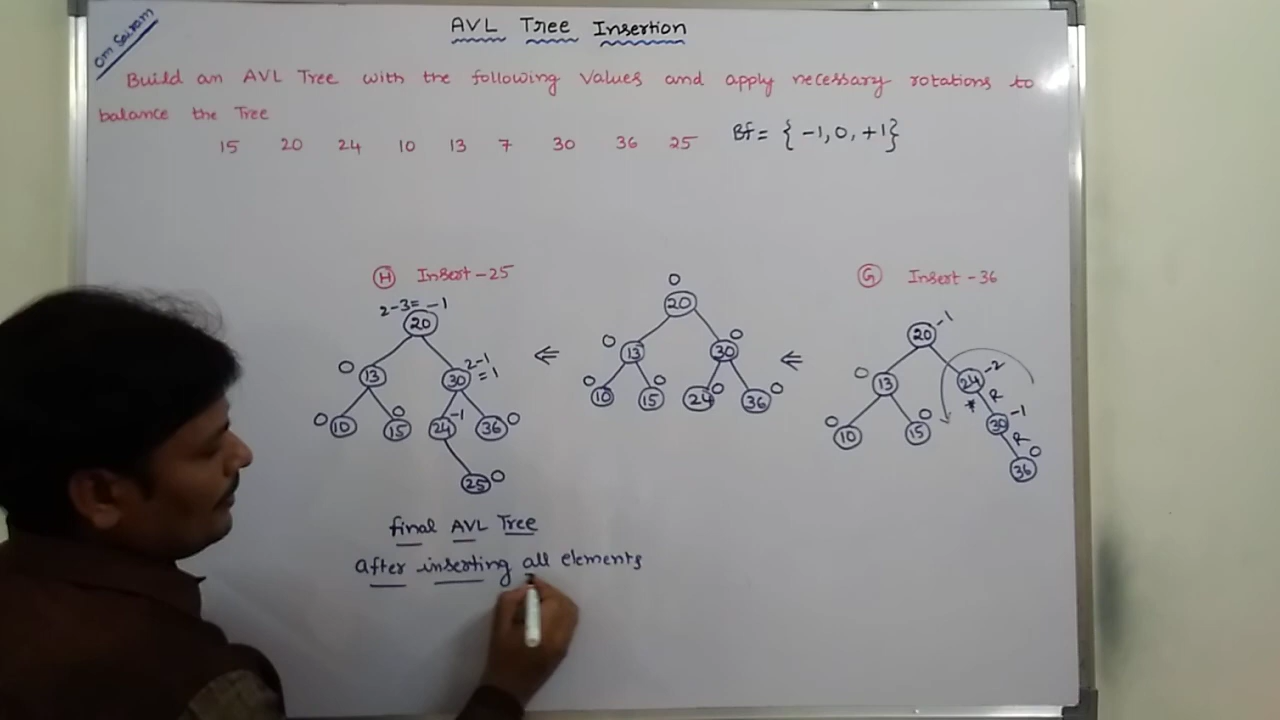 Om Sairam
AVL Tree Insertion
Build an AVL Tree with the following values and apply necessary rotations to
balance the Tree
15 20 24 10 13 7 30 36 25 Bf = { -1, 0, +1}
H Insert-25
2-3= -1
20
0 13
30 2-1
=1
0 10
15 0
24 -1
36 0
25 0
final AVL Tree
After inserting all elements
⇐
0
20
0 13
30 0
0 10
15 0
24 0
36 0
⇐
G Insert-36
20 -1
0 13
24 -2
* R
0 10
15 0
30 -1
R
36 0